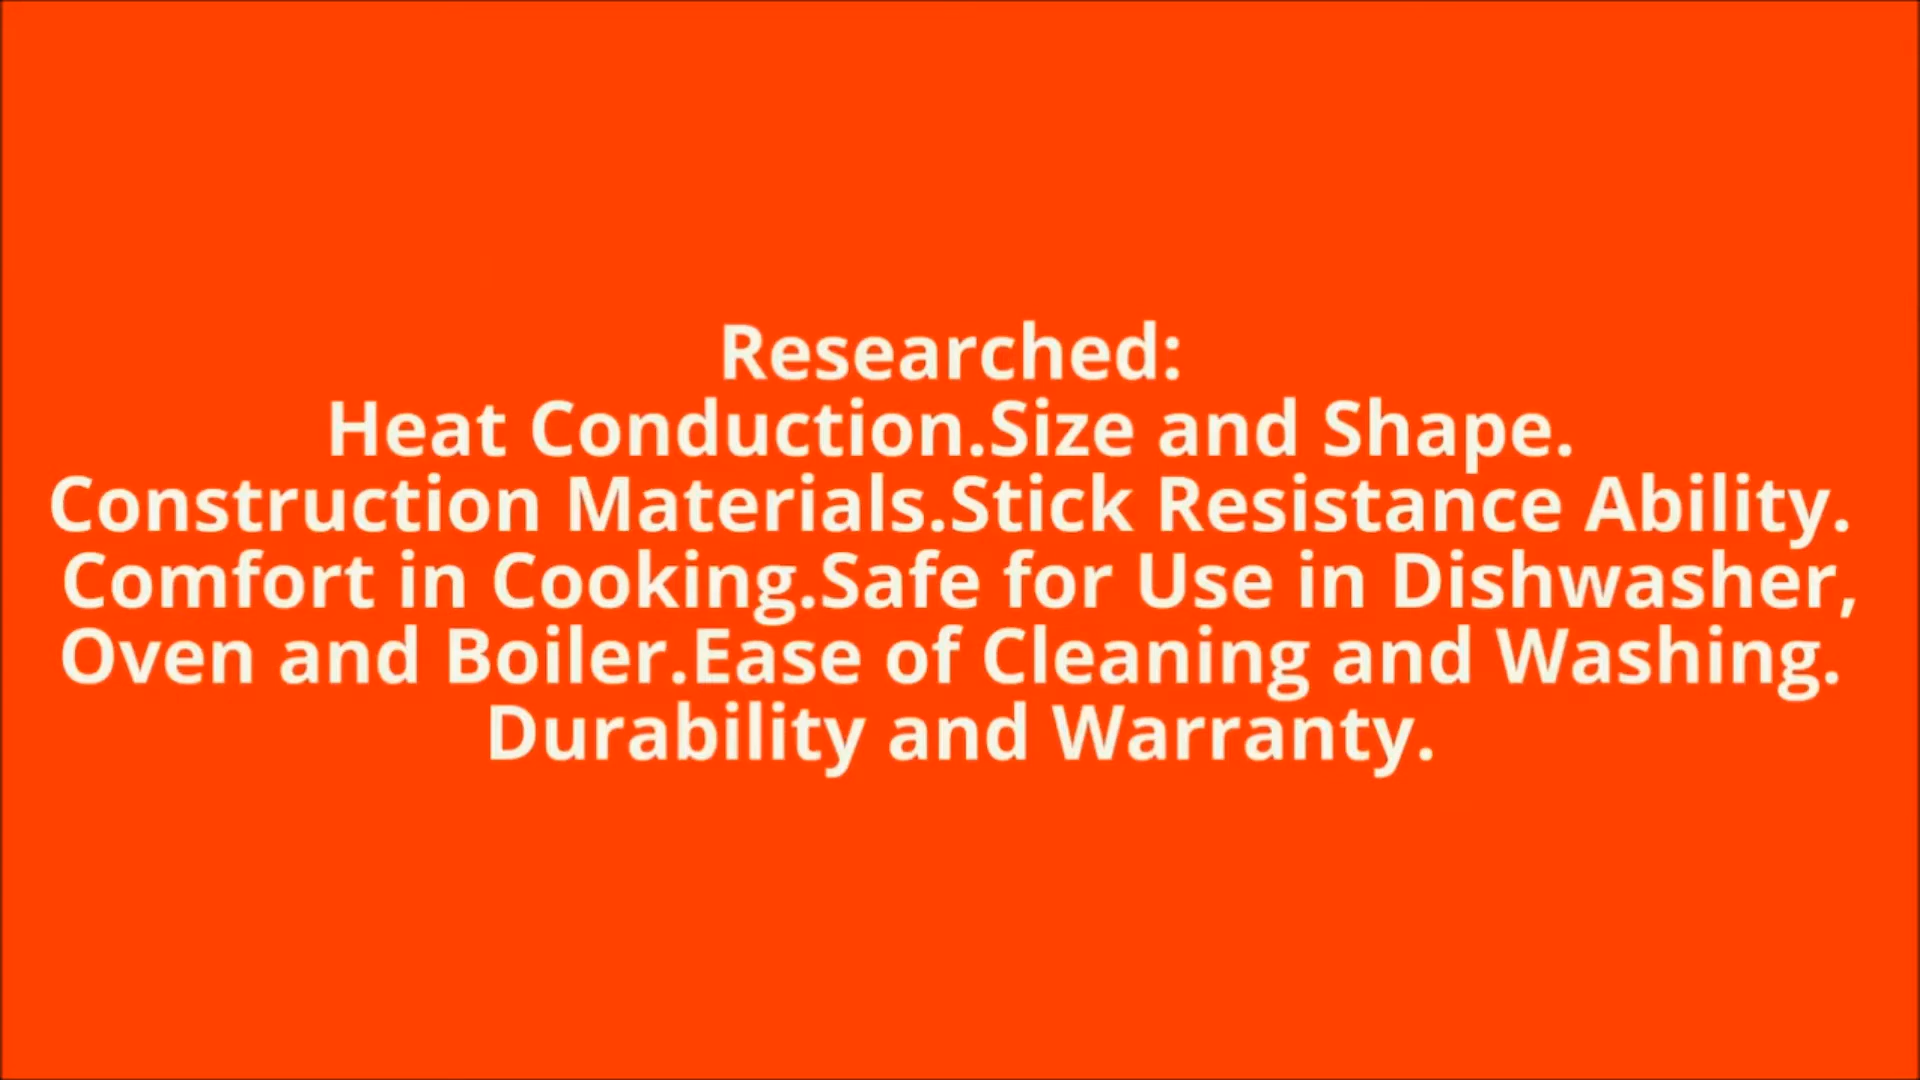 Researched:
Heat Conduction.Size and Shape.
Construction Materials.Stick Resistance Ability.
Comfort in Cooking.Safe for Use in Dishwasher,
Oven and Boiler.Ease of Cleaning and Washing.
Durability and Warranty.